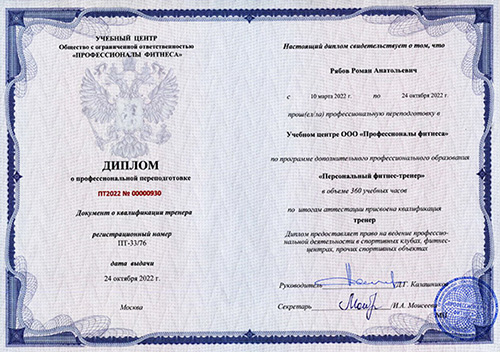 УЧЕБНЫЙ ЦЕНТР
Общество с ограниченной ответственностью
«ПРОФЕССИОНАЛЫ ФИТНЕСА»
ДИПЛОМ
о профессиональной переподготовке
ПТ2022 № 00000930
Документ о квалификации тренера
регистрационный номер
ПТ-33/76
дата выдачи
24 октября 2022 г.
Москва
Настоящий диплом свидетельствует о том, что
Рябов Роман Анатольевич
с 10 марта 2022 г. по 24 октября 2022 г.
прошел(ла) профессиональную переподготовку в
Учебном центре ООО «Профессионалы фитнеса»
по программе дополнительного профессионального образования
«Персональный фитнес-тренер»
в объеме 360 учебных часов
по итогам аттестации присвоена квалификация
тренер
Диплом предоставляет право на ведение профессио-
нальной деятельности в спортивных клубах, фитнес-
центрах, прочих спортивных объектах
Руководитель Калашников
Секретарь /И.А. Моисеев
МП